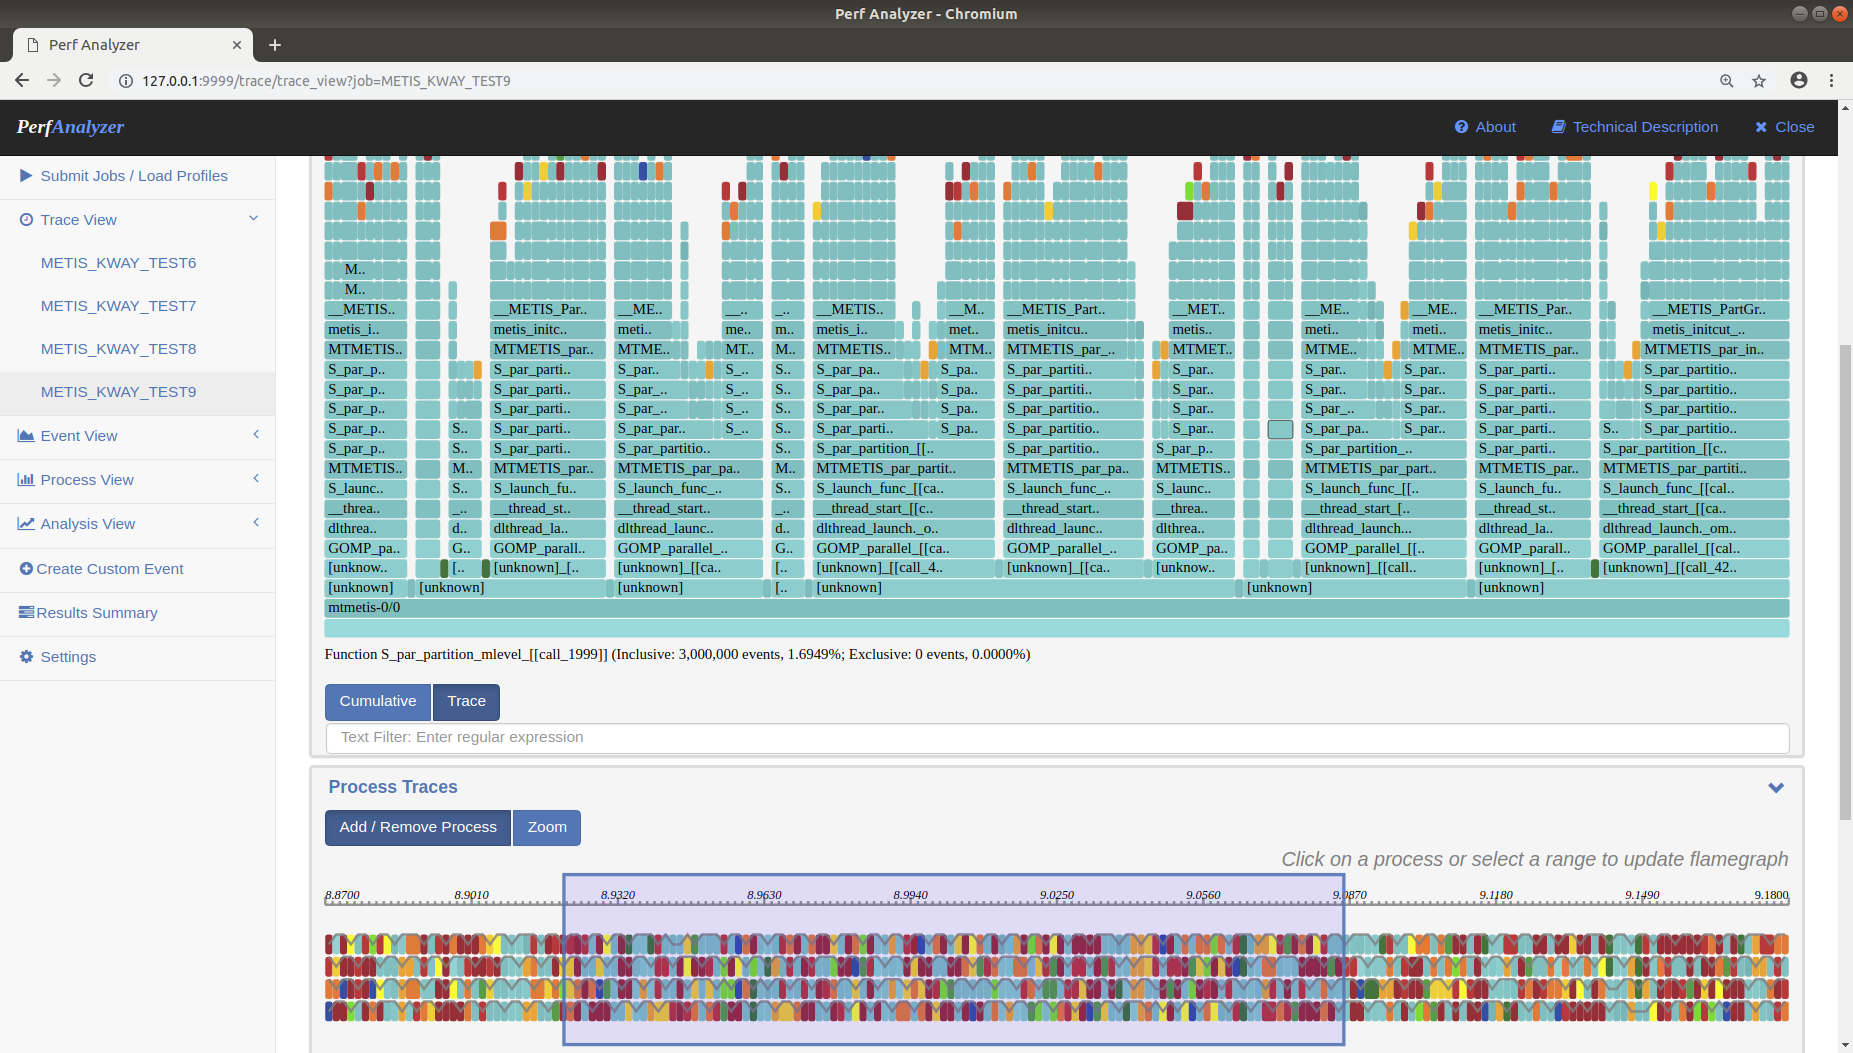 Perf Analyzer - Chromium
Perf Analyzer
127.0.0.1:9999/trace/trace_view?job=METIS_KWAY_TEST9
PerfAnalyzer
About Technical Description Close
Submit Jobs / Load Profiles
Trace View
METIS_KWAY_TEST6
METIS_KWAY_TEST7
METIS_KWAY_TEST8
METIS_KWAY_TEST9
Event View
Process View
Analysis View
Create Custom Event
Results Summary
Settings
M..
M..
__METIS.. __METIS_Par.. __ME.. __.. _.. __METIS.. __M.. __METIS_Part.. __MET.. __ME.. __ME.. __METIS_Par.. __METIS_PartGr..
metis_i.. metis_initc.. meti.. me.. m.. metis_i.. met.. metis_initcu.. metis.. meti.. meti.. metis_initc.. metis_initcut_..
MTMETIS.. MTMETIS_par.. MTME.. MT.. M.. MTMETIS.. MTM.. MTMETIS_par_.. MTMET.. MTME.. MTME.. MTMETIS_par.. MTMETIS_par_in..
S_par_p.. S_par_parti.. S_par.. S_.. S.. S_par_pa.. S_pa.. S_par_partiti.. S_par.. S_par.. S_par.. S_par_parti.. S_par_partitio..
S_par_p.. S_par_parti.. S_par_.. S_.. S.. S_par_pa.. S_pa.. S_par_partiti.. S_par.. S_par.. S_par.. S_par_parti.. S_par_partitio..
S_par_p.. S_par_parti.. S_par_.. S_.. S.. S_par_par.. S_pa.. S_par_partitio.. S_par.. S_par_.. S_par.. S_par_parti.. S_par_partitio..
S_par_p.. S.. S_par_parti.. S_par_par.. S_.. S.. S_par_parti.. S_pa.. S_par_partitio.. S_par.. S_par_pa.. S_par.. S_par_parti.. S.. S_par_partitio..
S_par_p.. S.. S_par_parti.. S_par_partitio.. S.. S_par_partition_[[.. S_par_partitio.. S_par_p.. S_par_partition_.. S_par_parti.. S_par_partition_[[c..
MTMETIS.. M.. MTMETIS_par.. MTMETIS_par_pa.. M.. MTMETIS_par_partit.. MTMETIS_par_pa.. MTMETIS.. MTMETIS_par_part.. MTMETIS_par.. MTMETIS_par_partiti..
S_launc.. S.. S_launch_fu.. S_launch_func_.. S.. S_launch_func_[[ca.. S_launch_func_.. S_launc.. S_launch_func_[[.. S_launch_fu.. S_launch_func_[[cal..
__threa.. _.. __thread_st.. __thread_start.. _.. __thread_start_[[c.. __thread_start.. __threa.. __thread_start_[.. __thread_st.. __thread_start_[[ca..
dlthrea.. d.. dlthread_la.. dlthread_launc.. d.. dlthread_launch._o.. dlthread_launc.. dlthrea.. dlthread_launch... dlthread_la.. dlthread_launch._om..
GOMP_pa.. G.. GOMP_parall.. GOMP_parallel_.. G.. GOMP_parallel_[[ca.. GOMP_parallel_.. GOMP_pa.. GOMP_parallel_[[.. GOMP_parall.. GOMP_parallel_[[cal..
[unknow.. [.. [unknown]_[.. [unknown]_[[ca.. [.. [unknown]_[[call_4.. [unknown]_[[ca.. [unknow.. [unknown]_[[call.. [unknown]_[.. [unknown]_[[call_42..
[unknown] [unknown] [unknown] [.. [unknown] [unknown] [unknown]
mtmetis-0/0
Function S_par_partition_mlevel_[[call_1999]] (Inclusive: 3,000,000 events, 1.6949%; Exclusive: 0 events, 0.0000%)
Cumulative Trace
Text Filter: Enter regular expression
Process Traces
Add / Remove Process Zoom
Click on a process or select a range to update flamegraph
8.8700 8.9010 8.9320 8.9630 8.9940 9.0250 9.0560 9.0870 9.1180 9.1490 9.1800